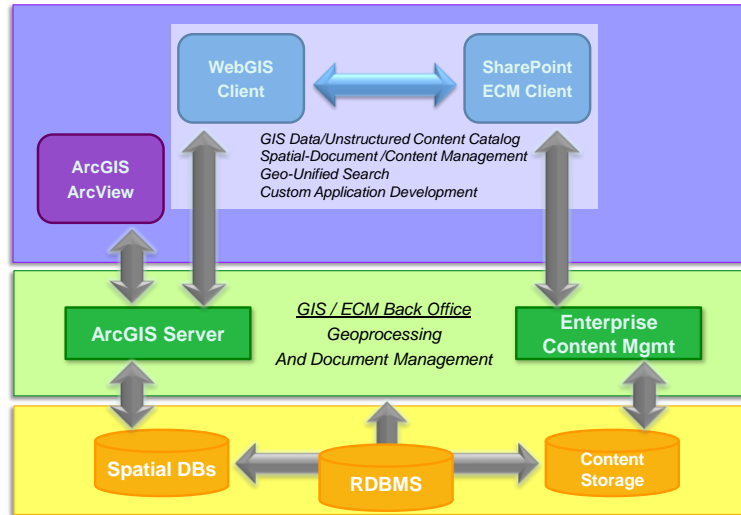 WebGIS
Client
SharePoint
ECM Client
GIS Data/Unstructured Content Catalog
Spatial-Document /Content Management
Geo-Unified Search
Custom Application Development
ArcGIS
ArcView
GIS / ECM Back Office
Geoprocessing
And Document Management
ArcGIS Server
Enterprise
Content Mgmt
Spatial DBs
RDBMS
Content
Storage